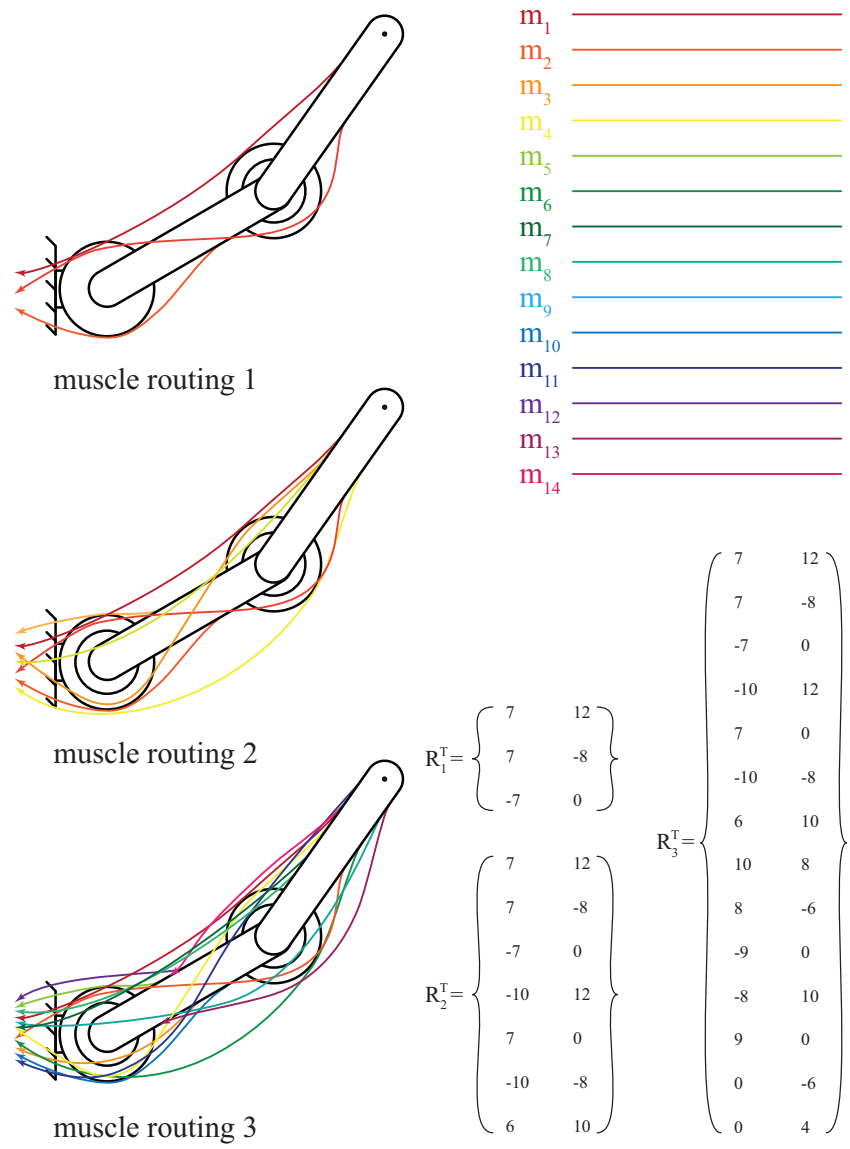 m₁
m₂
m₃
m₄
m₅
m₆
m₇
m₈
m₉
m₁₀
m₁₁
m₁₂
m₁₃
m₁₄
muscle routing 1
muscle routing 2
muscle routing 3
R₁ᵀ=
7 12
7 -8
-7 0
R₂ᵀ=
7 12
7 -8
-7 0
-10 12
7 0
-10 -8
6 10
R₃ᵀ=
7 12
7 -8
-7 0
-10 12
7 0
-10 -8
6 10
10 8
8 -6
-9 0
-8 10
9 0
0 -6
0 4